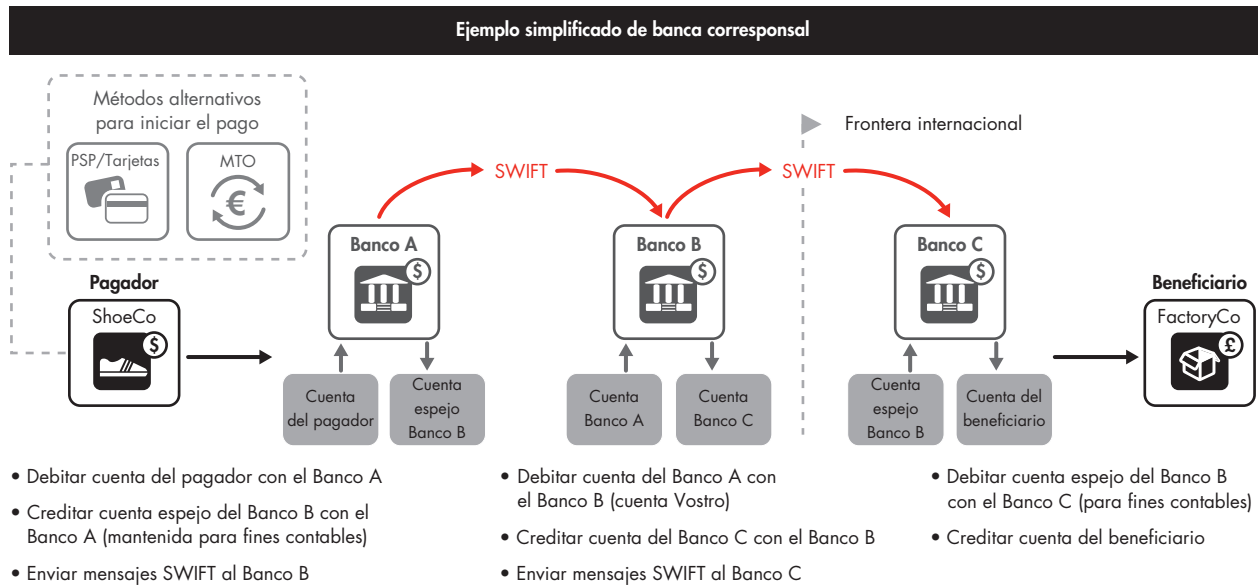 Ejemplo simplificado de banca corresponsal
Métodos alternativos
para iniciar el pago
PSP/Tarjetas
MTO
€
Frontera internacional
SWIFT
SWIFT
Banco A
$
Banco B
$
Banco C
$
Pagador
ShoeCo
$
Beneficiario
FactoryCo
£
Cuenta
del pagador
Cuenta
espejo
Banco B
Cuenta
Banco A
Cuenta
Banco C
Cuenta
espejo
Banco B
Cuenta del
beneficiario
• Debitar cuenta del pagador con el Banco A
• Creditar cuenta espejo del Banco B con el
Banco A (mantenida para fines contables)
• Enviar mensajes SWIFT al Banco B
• Debitar cuenta del Banco A con
el Banco B (cuenta Vostro)
• Creditar cuenta del Banco C con el Banco B
• Enviar mensajes SWIFT al Banco C
• Debitar cuenta espejo del Banco B
con el Banco C (para fines contables)
• Creditar cuenta del beneficiario